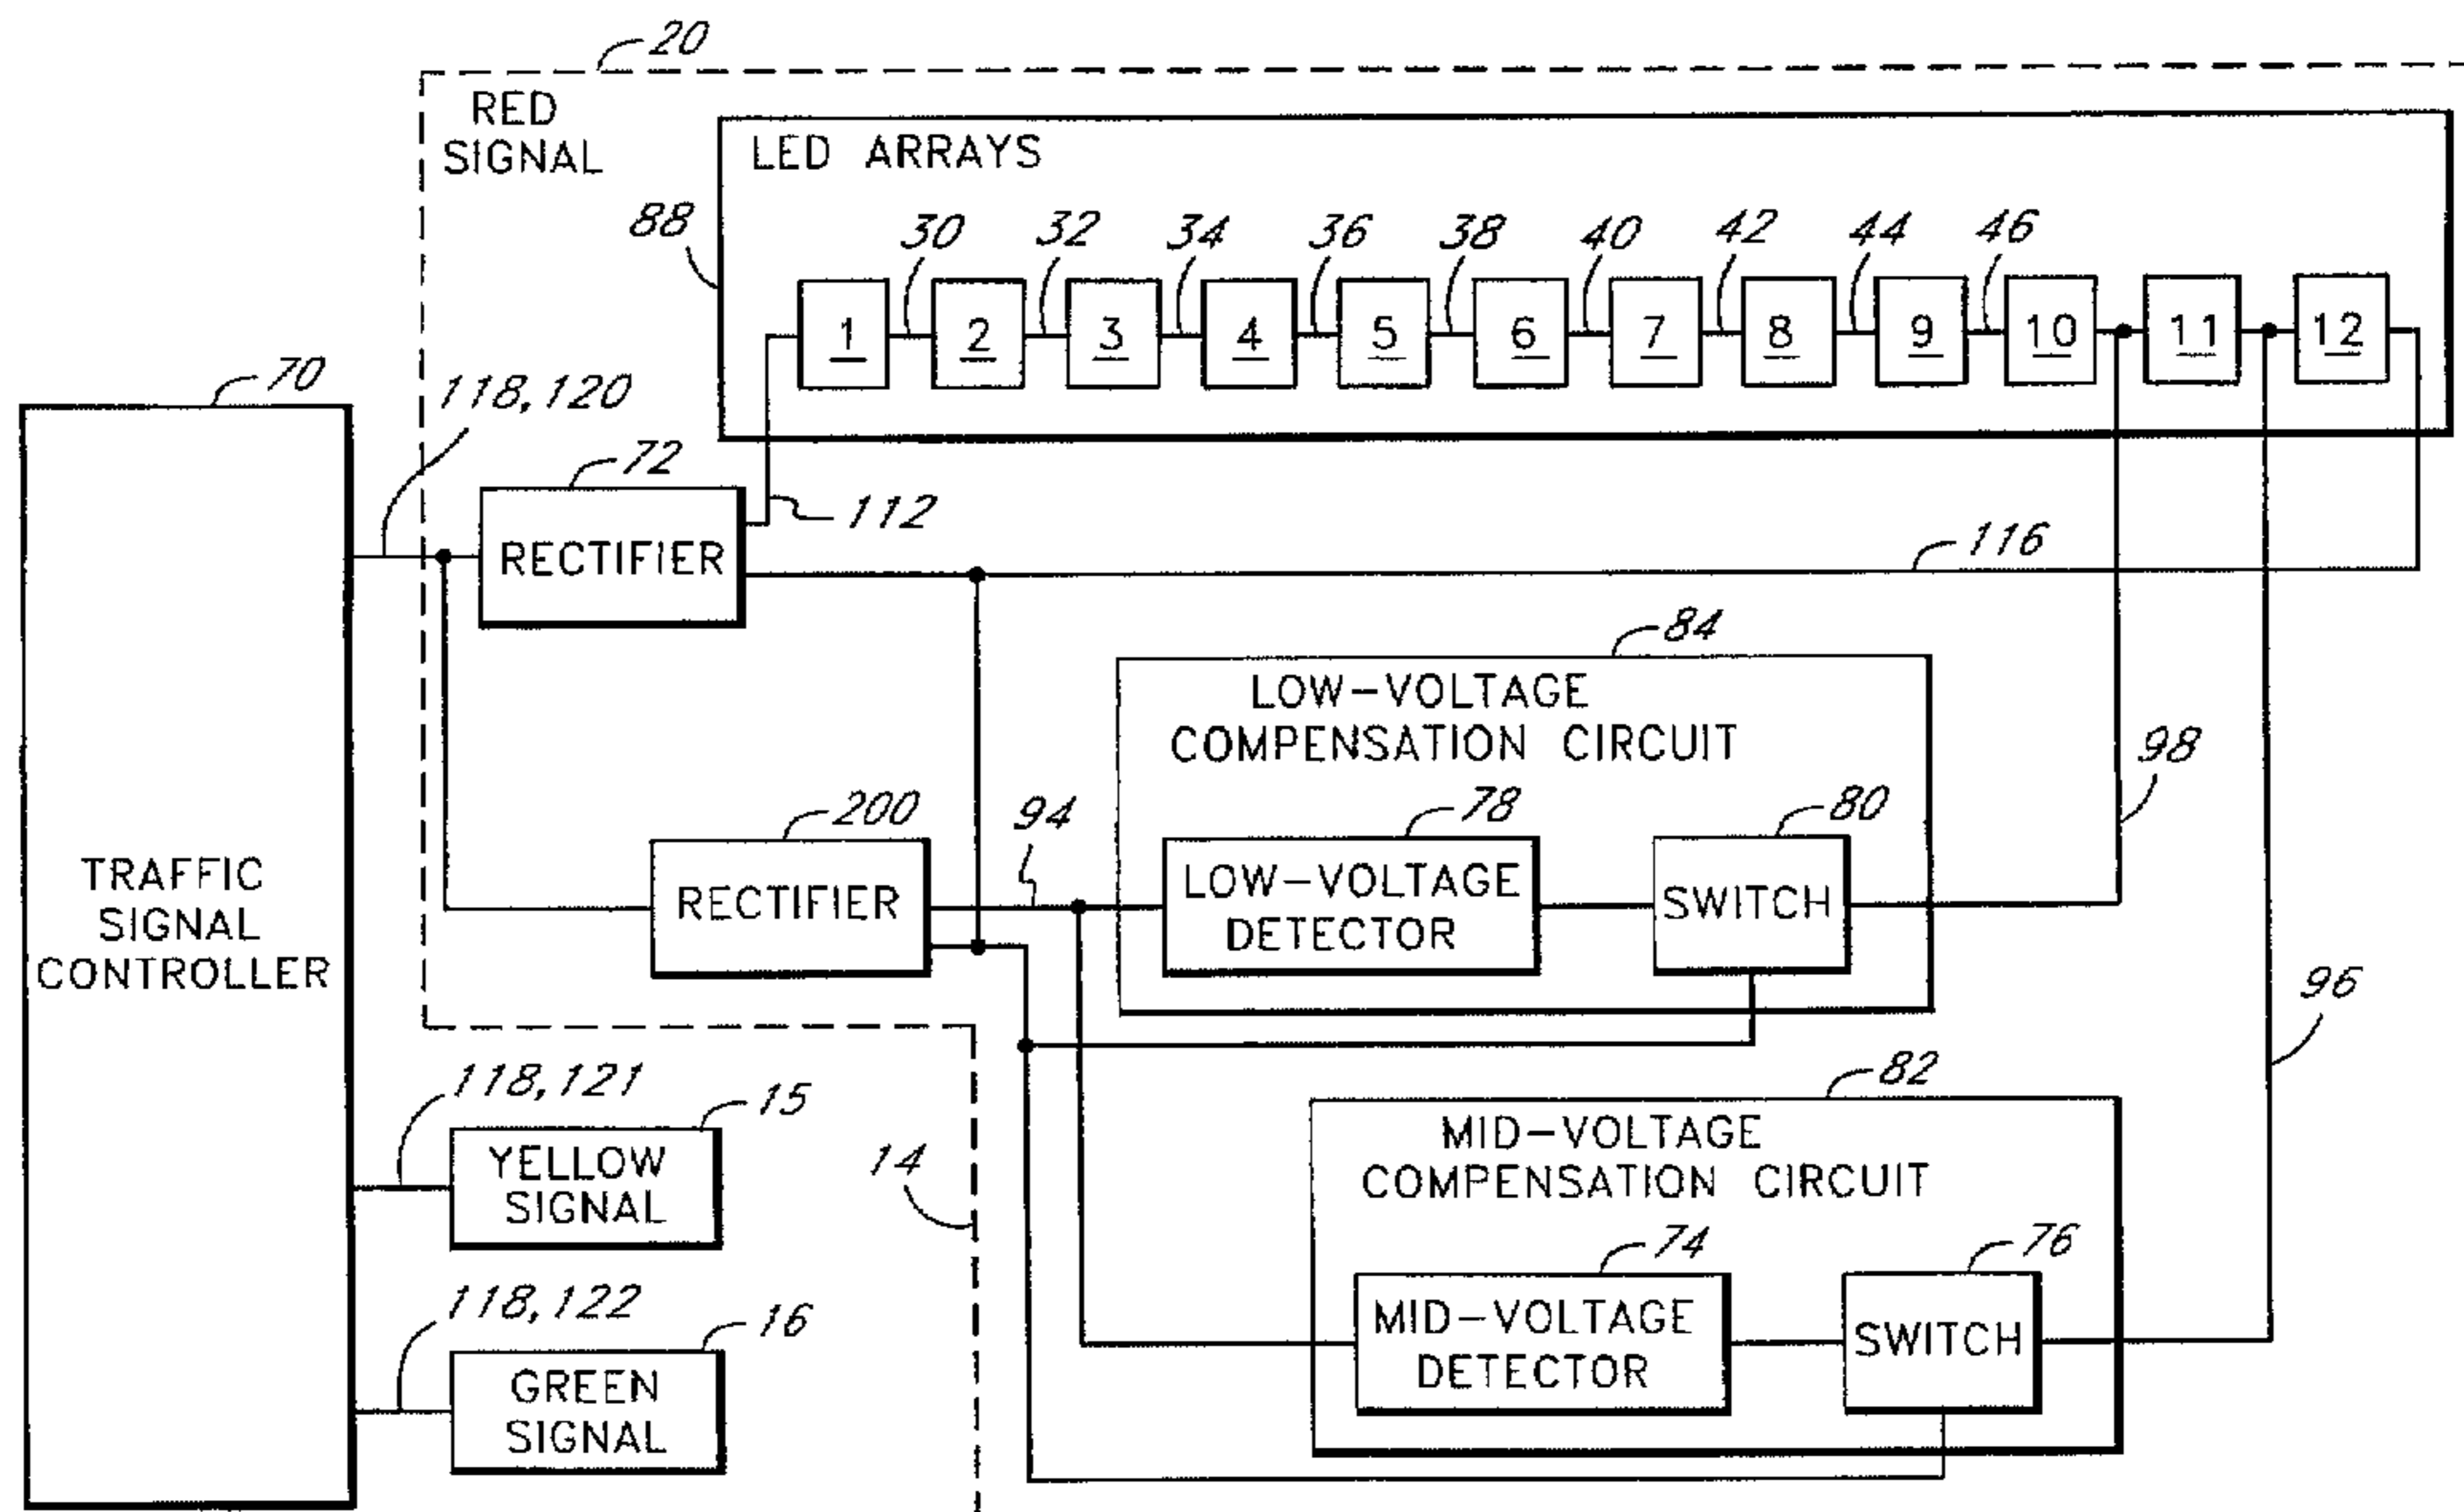 20
RED
SIGNAL
LED ARRAYS
88
30
32
34
36
38
40
42
44
46
1
2
3
4
5
6
7
8
9
10
11
12
70
118,120
72
112
RECTIFIER
116
84
LOW-VOLTAGE
COMPENSATION CIRCUIT
98
200
94
78
80
RECTIFIER
LOW-VOLTAGE
DETECTOR
SWITCH
TRAFFIC
SIGNAL
CONTROLLER
96
118,121
15
YELLOW
SIGNAL
14
82
MID-VOLTAGE
COMPENSATION CIRCUIT
74
76
118,122
16
MID-VOLTAGE
DETECTOR
SWITCH
GREEN
SIGNAL